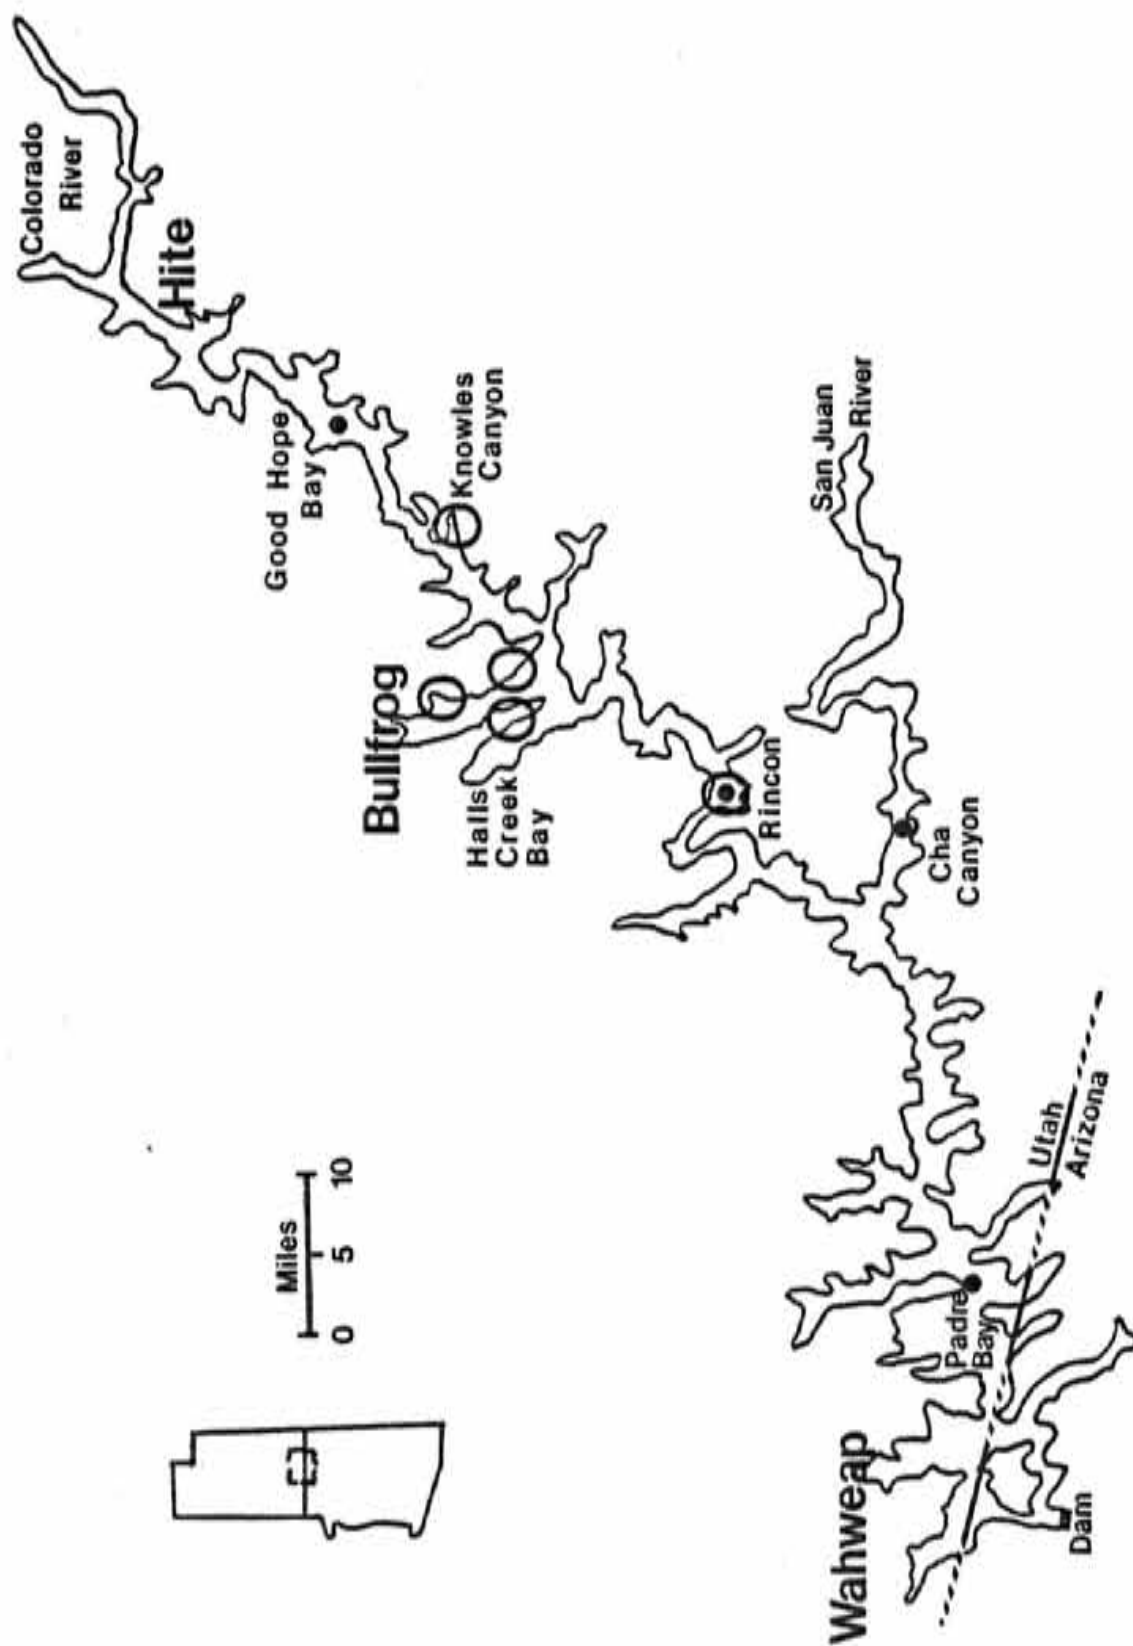 Colorado
River
Hite
Good Hope
Bay
Knowles
Canyon
Bullfrog
Halls
Creek
Bay
Rincon
San Juan
River
Cha
Canyon
Miles
0 5 10
Utah
Arizona
Padre
Bay
Wahweap
Dam